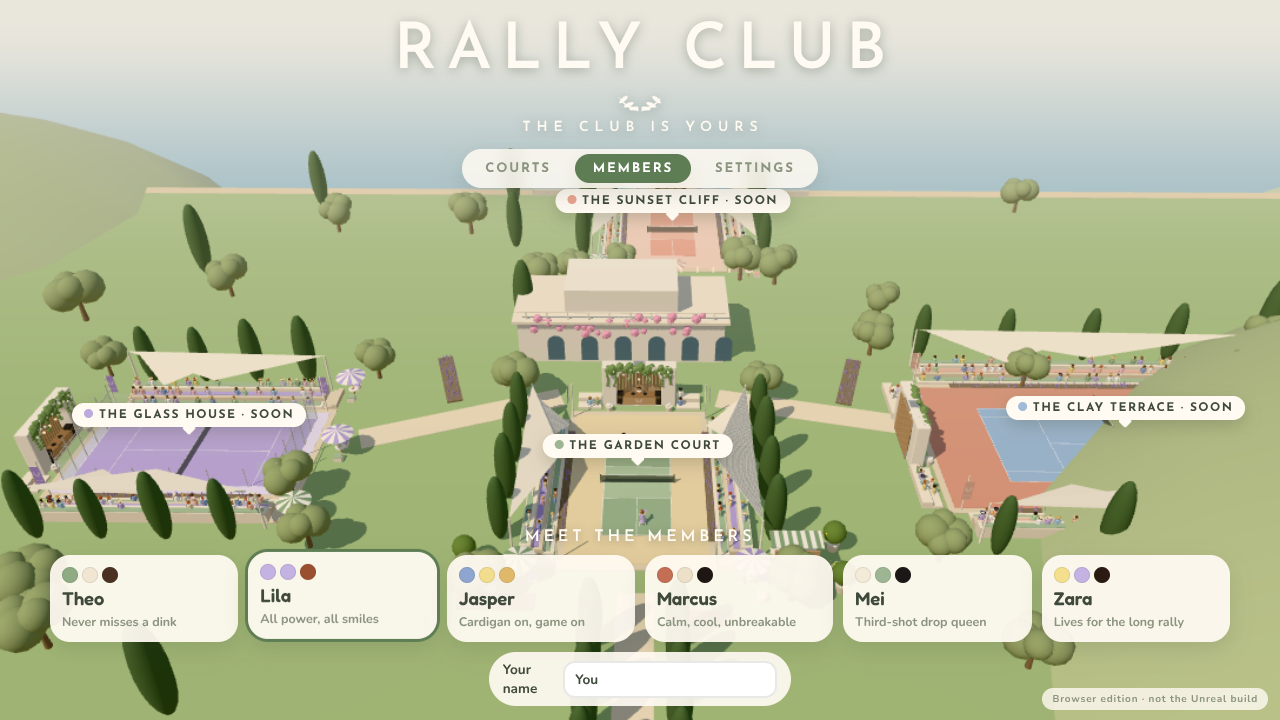 RALLY CLUB
THE CLUB IS YOURS
COURTS
MEMBERS
SETTINGS
THE SUNSET CLIFF · SOON
THE GLASS HOUSE · SOON
THE CLAY TERRACE · SOON
THE GARDEN COURT
MEET THE MEMBERS
Theo
Never misses a dink
Lila
All power, all smiles
Jasper
Cardigan on, game on
Marcus
Calm, cool, unbreakable
Mei
Third-shot drop queen
Zara
Lives for the long rally
Your
name
You
Browser edition · not the Unreal build